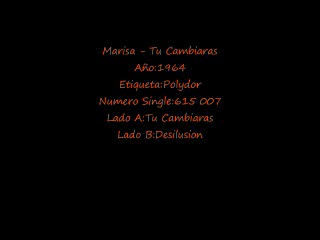 Marisa - Tu Cambiaras
Año:1964
Etiqueta:Polydor
Numero Single:615 007
Lado A:Tu Cambiaras
Lado B:Desilusion